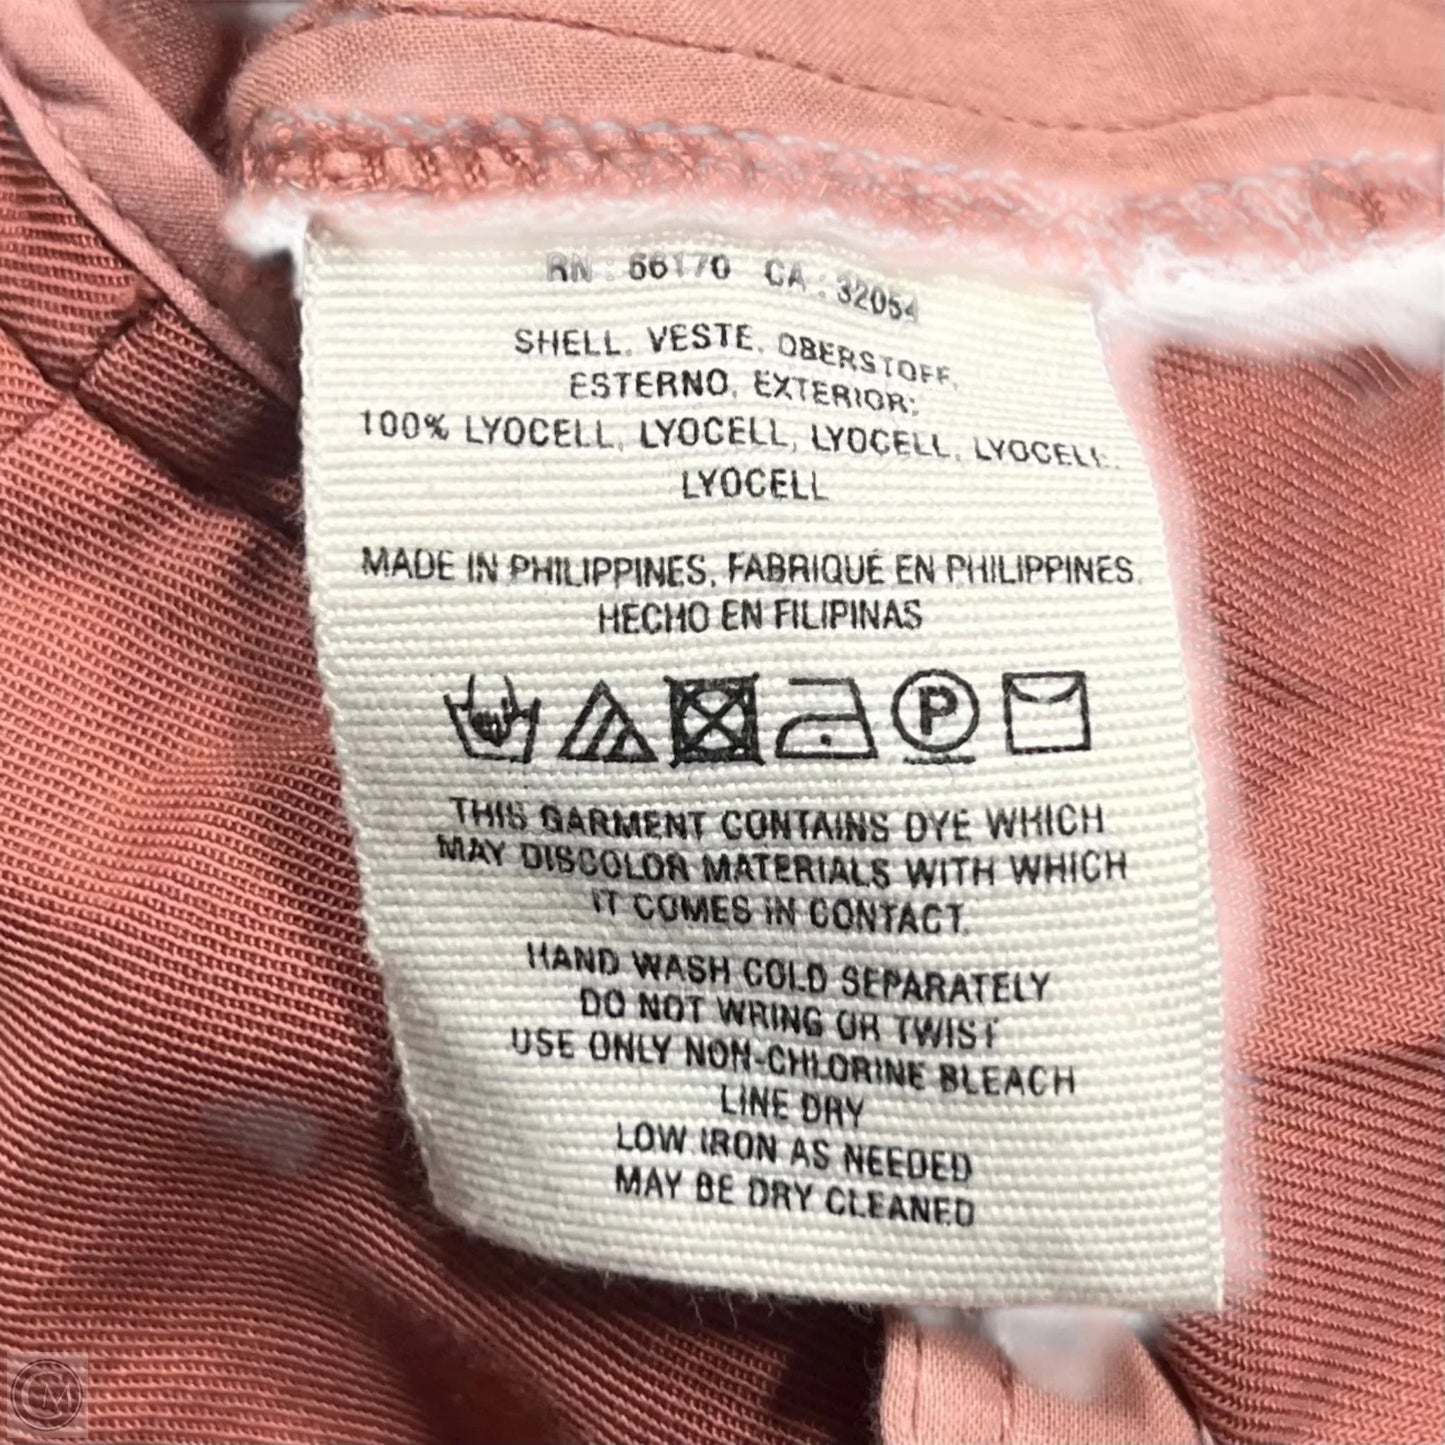 RN : 66170 CA : 32054
SHELL, VESTE, OBERSTOFF,
ESTERNO, EXTERIOR:
100% LYOCELL, LYOCELL, LYOCELL, LYOCELL,
LYOCELL
MADE IN PHILIPPINES, FABRIQUÉ EN PHILIPPINES,
HECHO EN FILIPINAS
P
THIS GARMENT CONTAINS DYE WHICH
MAY DISCOLOR MATERIALS WITH WHICH
IT COMES IN CONTACT.
HAND WASH COLD SEPARATELY
DO NOT WRING OR TWIST
USE ONLY NON-CHLORINE BLEACH
LINE DRY
LOW IRON AS NEEDED
MAY BE DRY CLEANED